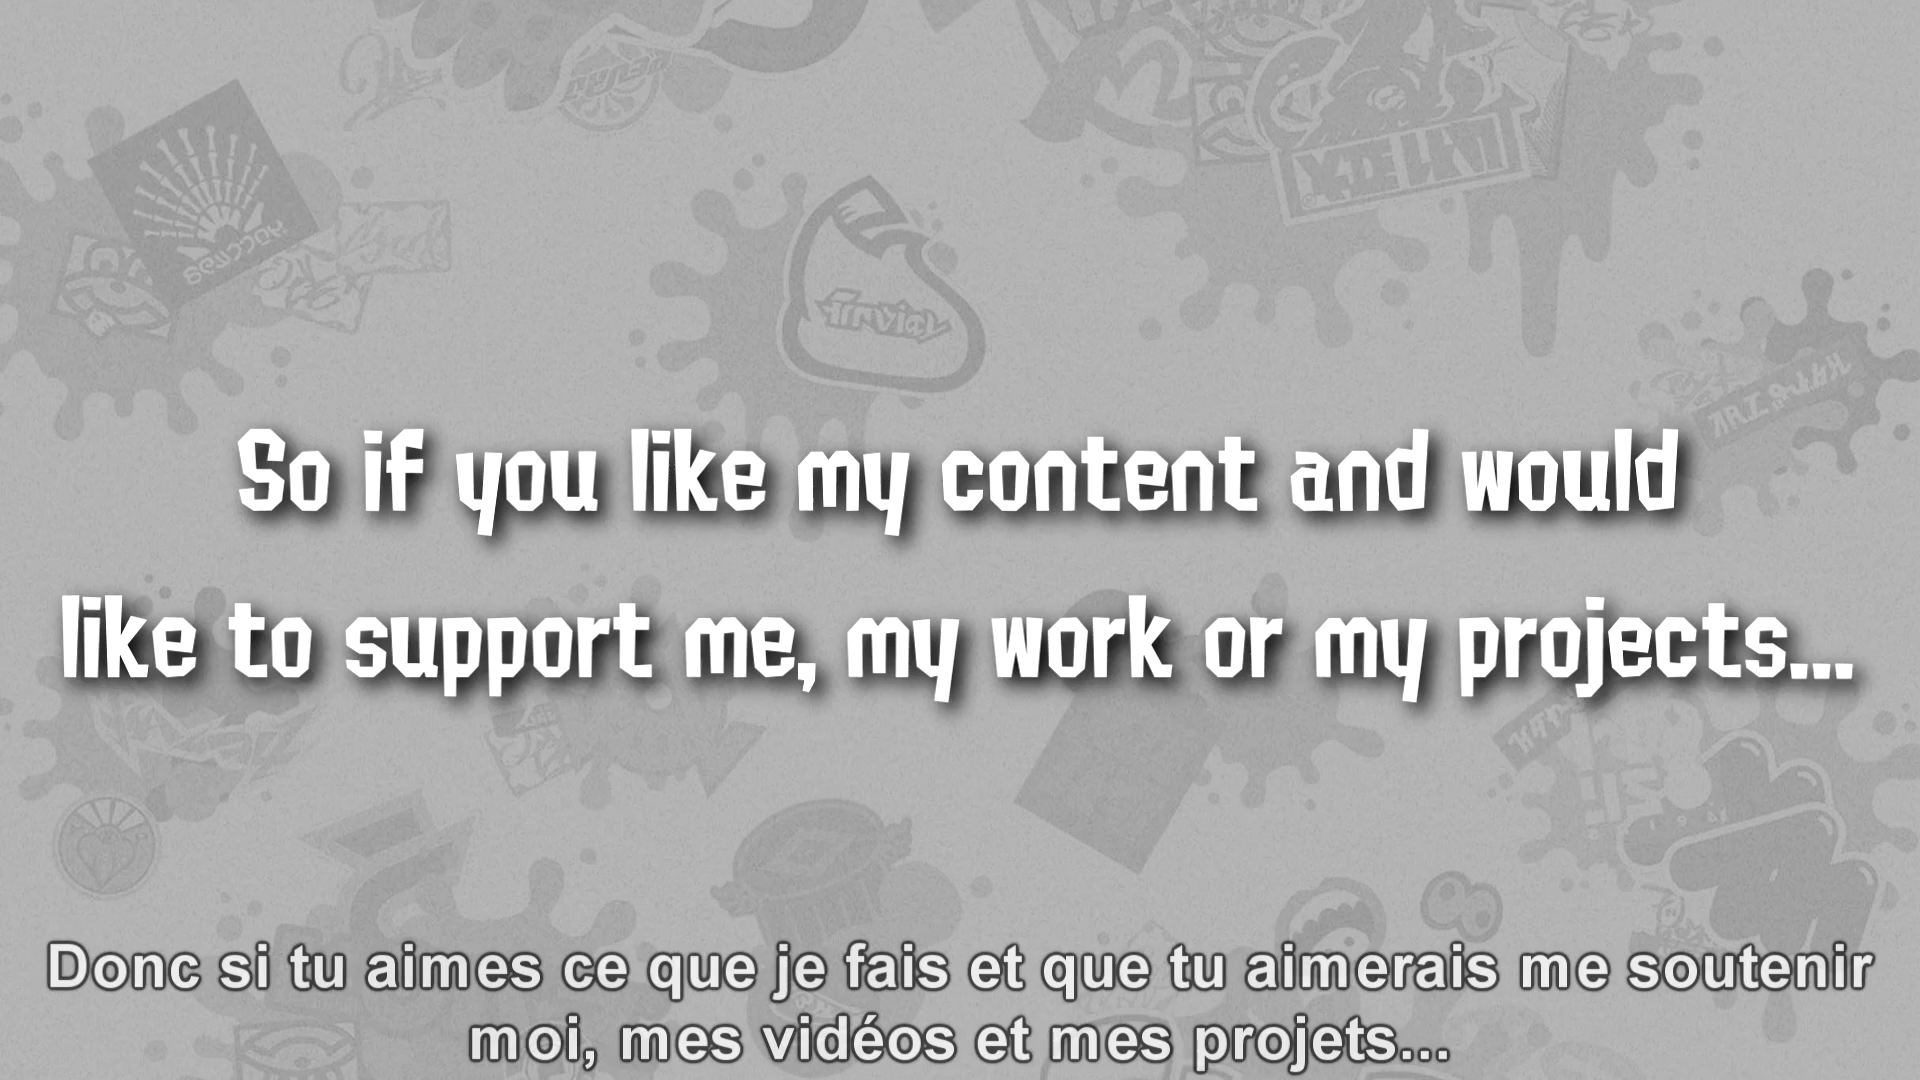 So if you like my content and would
like to support me, my work or my projects...
Donc si tu aimes ce que je fais et que tu aimerais me soutenir
moi, mes vidéos et mes projets...